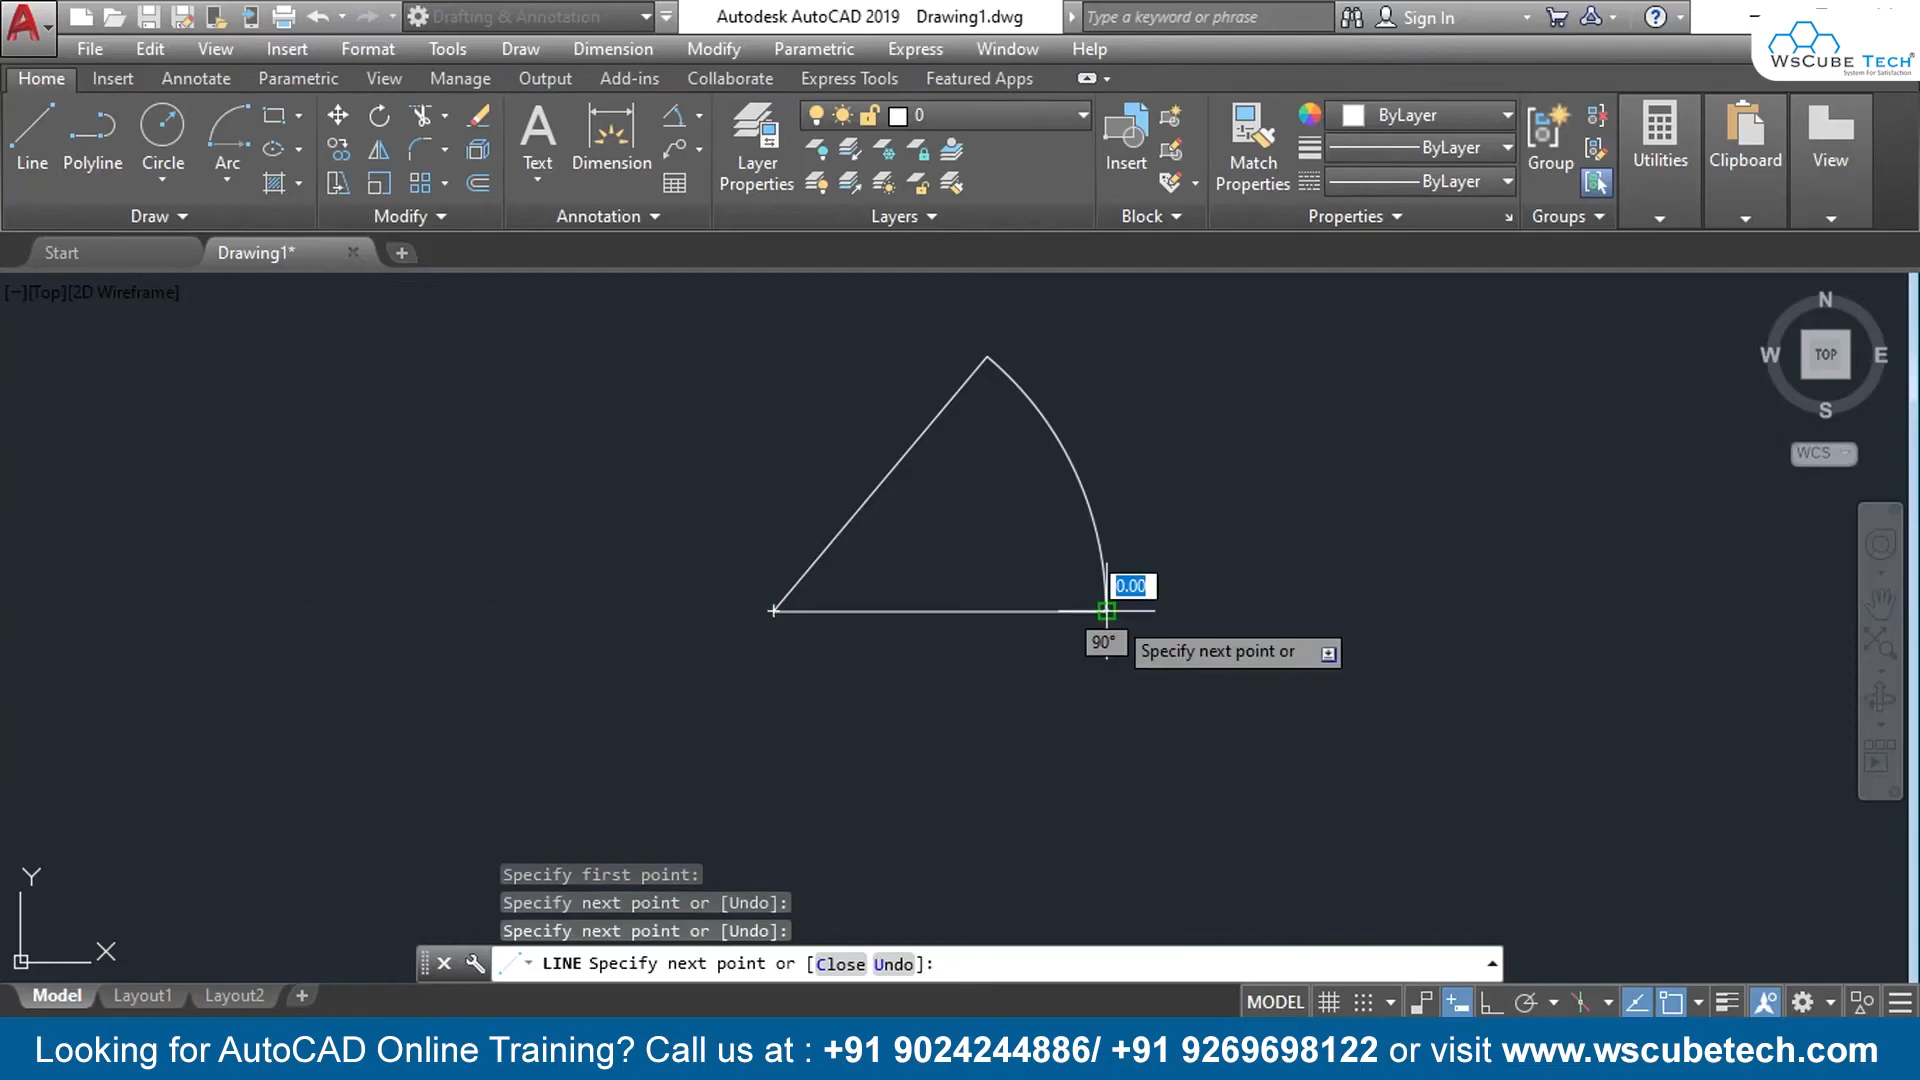 Drafting & Annotation
Autodesk AutoCAD 2019 Drawing1.dwg
Type a keyword or phrase
Sign In
WsCube Tech
System For Satisfaction
File Edit View Insert Format Tools Draw Dimension Modify Parametric Express Window Help
Home Insert Annotate Parametric View Manage Output Add-ins Collaborate Express Tools Featured Apps
0
ByLayer
Line Polyline Circle Arc
Text Dimension
Layer Properties
Insert
Match Properties
ByLayer
ByLayer
Group
Utilities Clipboard View
Draw Modify Annotation Layers Block Properties Groups
Start Drawing1*
[−][Top][2D Wireframe]
N
W TOP E
S
WCS
0.00
90°
Specify next point or
Y
X
Specify first point:
Specify next point or [Undo]:
Specify next point or [Undo]:
LINE Specify next point or [Close Undo]:
Model Layout1 Layout2
MODEL
Looking for AutoCAD Online Training? Call us at : +91 9024244886/ +91 9269698122 or visit www.wscubetech.com